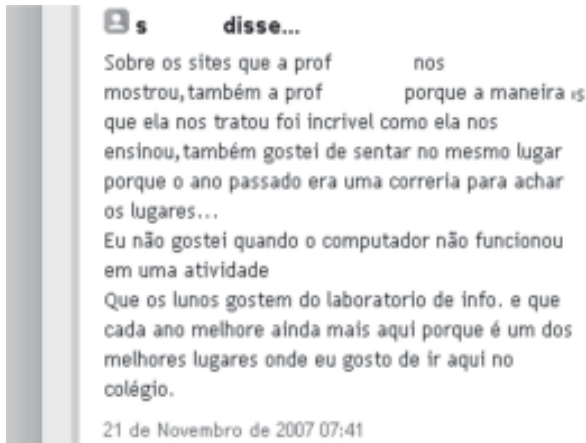 s disse...
Sobre os sites que a prof nos
mostrou,também a prof porque a maneira
que ela nos tratou foi incrivel como ela nos
ensinou,também gostei de sentar no mesmo lugar
porque o ano passado era uma correria para achar
os lugares...
Eu não gostei quando o computador não funcionou
em uma atividade
Que os lunos gostem do laboratorio de info. e que
cada ano melhore ainda mais aqui porque é um dos
melhores lugares onde eu gosto de ir aqui no
colégio.
21 de Novembro de 2007 07:41